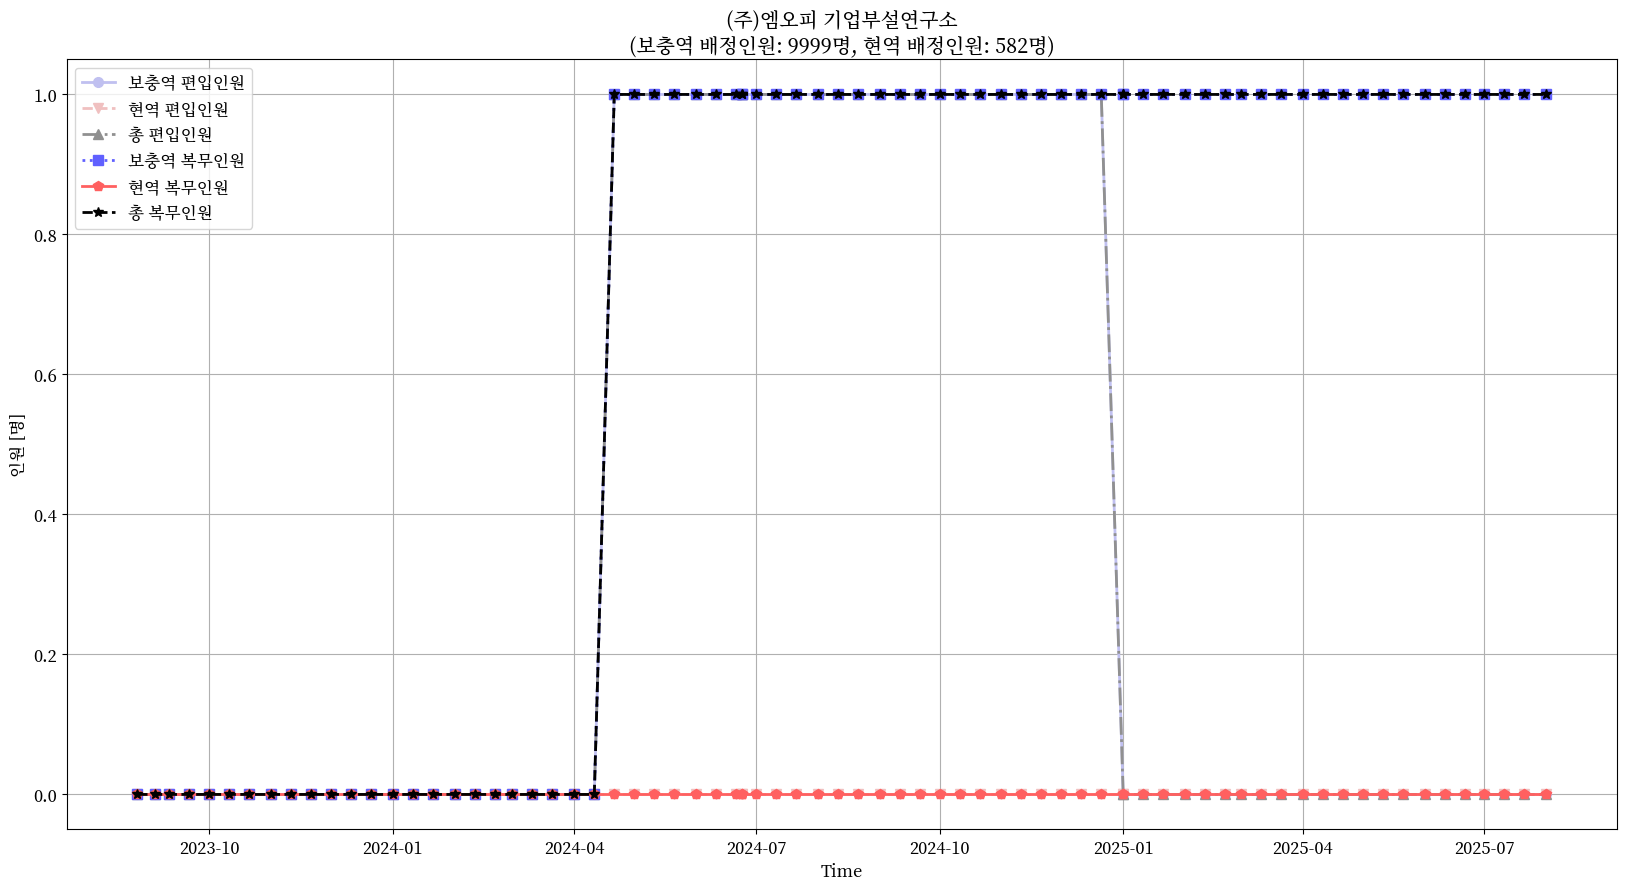 (주)엠오피 기업부설연구소
(보충역 배정인원: 9999명, 현역 배정인원: 582명)
보충역 편입인원
현역 편입인원
총 편입인원
보충역 복무인원
현역 복무인원
총 복무인원
1.0
0.8
0.6
0.4
0.2
0.0
인원 [명]
2023-10
2024-01
2024-04
2024-07
2024-10
2025-01
2025-04
2025-07
Time